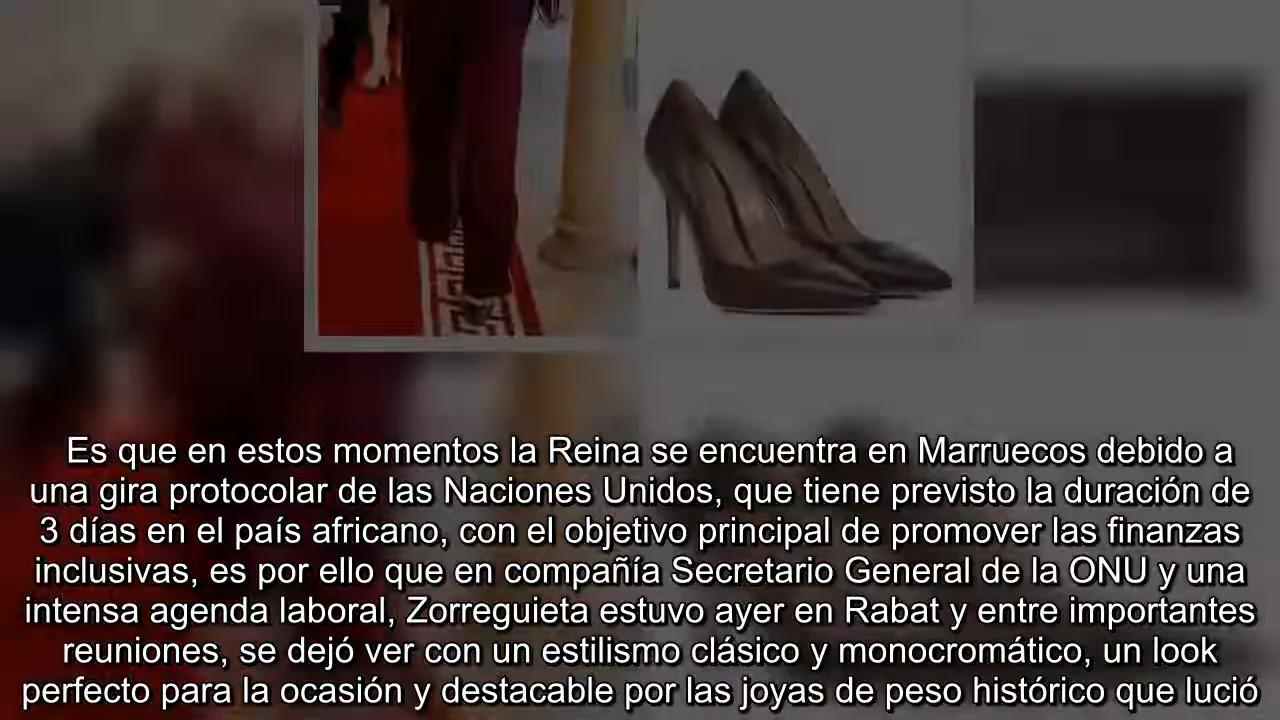 Es que en estos momentos la Reina se encuentra en Marruecos debido a
una gira protocolar de las Naciones Unidos, que tiene previsto la duración de
3 días en el país africano, con el objetivo principal de promover las finanzas
inclusivas, es por ello que en compañía Secretario General de la ONU y una
intensa agenda laboral, Zorreguieta estuvo ayer en Rabat y entre importantes
reuniones, se dejó ver con un estilismo clásico y monocromático, un look
perfecto para la ocasión y destacable por las joyas de peso histórico que lució